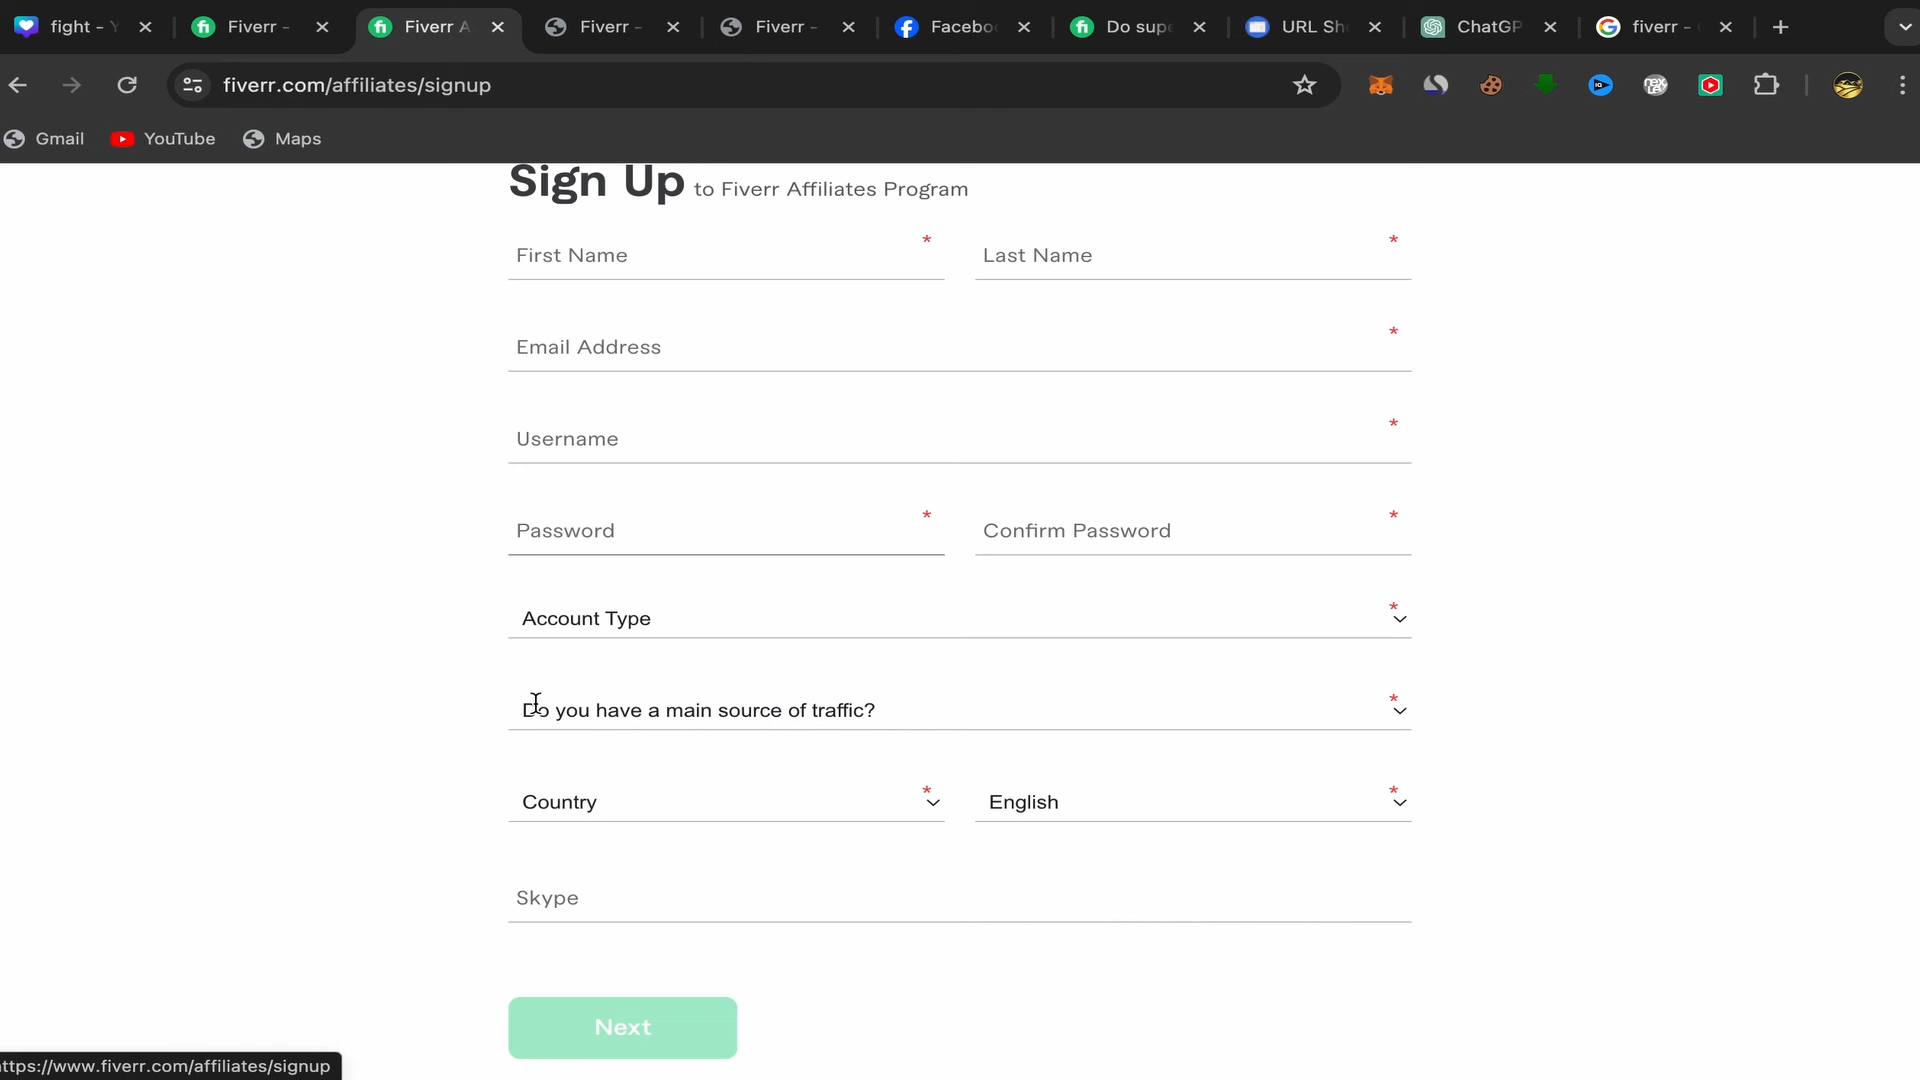 fight - Y
Fiverr -
Fiverr A
Fiverr -
Fiverr -
Facebo
Do supe
URL Sh
ChatGP
fiverr -
fiverr.com/affiliates/signup
Gmail
YouTube
Maps
Sign Up to Fiverr Affiliates Program
First Name *
Last Name *
Email Address *
Username *
Password *
Confirm Password *
Account Type *
Do you have a main source of traffic? *
Country *
English *
Skype
Next
ttps://www.fiverr.com/affiliates/signup